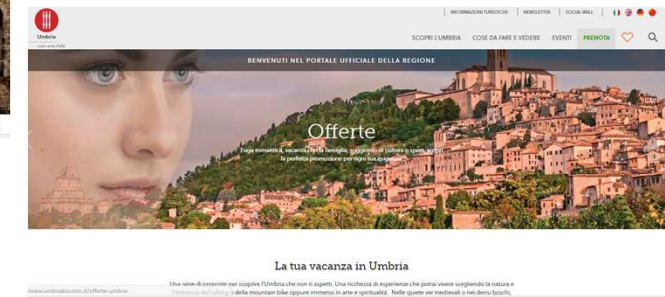 INFORMAZIONI TURISTICHE | NEWSLETTER | SOCIAL WALL
Umbria
SCOPRI L'UMBRIA COSE DA FARE E VEDERE EVENTI PRENOTA
BENVENUTI NEL PORTALE UFFICIALE DELLA REGIONE
Offerte
Fuga romantica, vacanza con la famiglia, soggiorno di cultura e sport, scopri
la perfetta promozione per ogni tua esigenza
La tua vacanza in Umbria
Una serie di proposte per scoprire l'Umbria che non ti aspetti. Una ricchezza di esperienze che potrai vivere scegliendo la natura e
l'ebbrezza del rafting o della mountain bike oppure immerso in arte e spiritualità. Nelle quiete vie medievali o nei densi boschi,
/www.umbriatourism.it/offerte-umbria